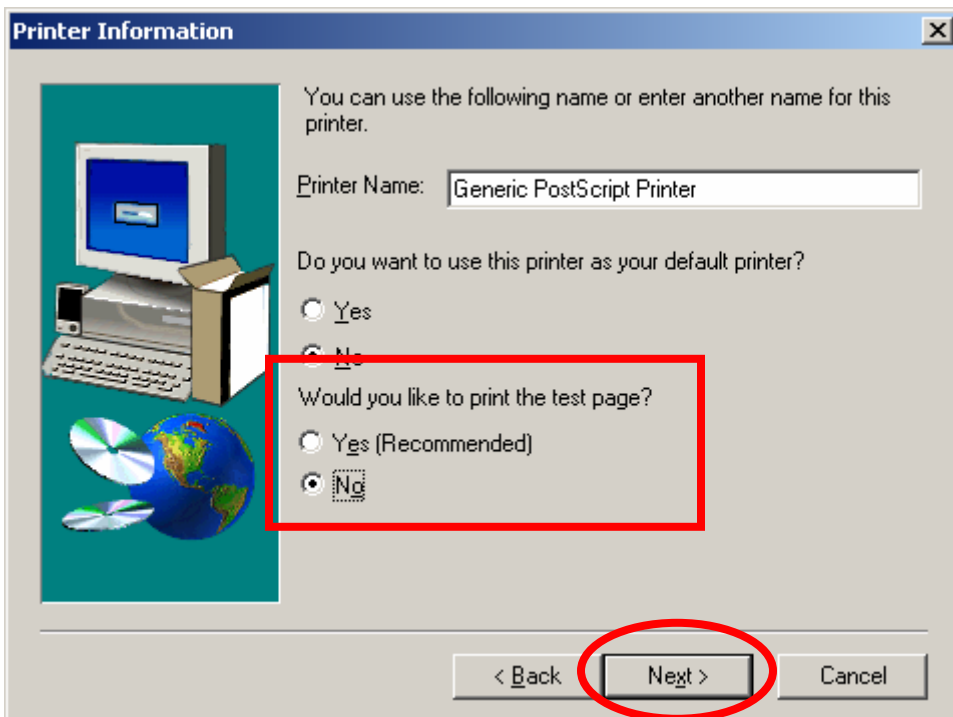 Printer Information
You can use the following name or enter another name for this
printer.
Printer Name: Generic PostScript Printer
Do you want to use this printer as your default printer?
Yes
No
Would you like to print the test page?
Yes (Recommended)
No
< Back Next > Cancel